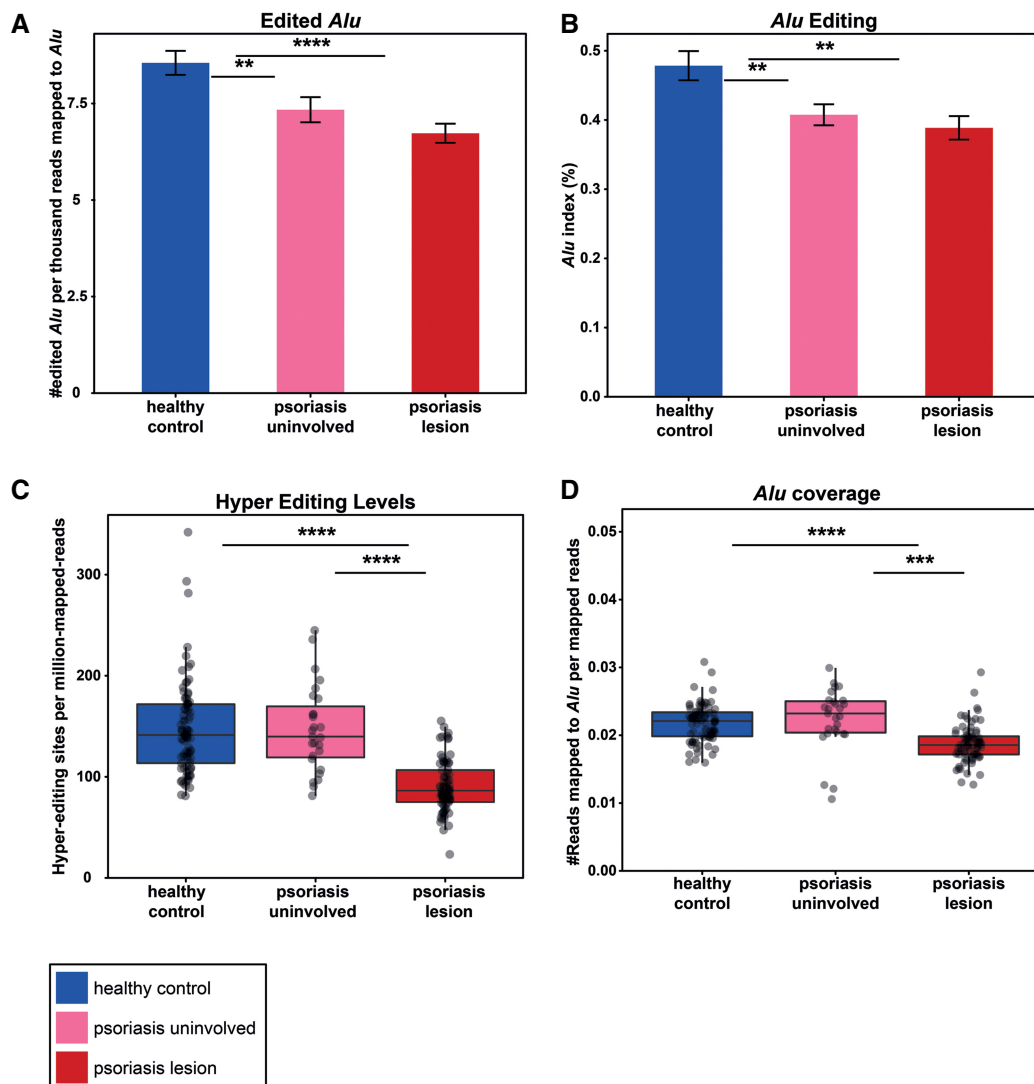 A
Edited Alu
#edited Alu per thousand reads mapped to Alu
7.5
5
2.5
0
****
**
healthy
control
psoriasis
uninvolved
psoriasis
lesion
B
Alu Editing
Alu index (%)
0.5
0.4
0.3
0.2
0.1
0.0
**
**
healthy
control
psoriasis
uninvolved
psoriasis
lesion
C
Hyper Editing Levels
Hyper-editing sites per million-mapped-reads
300
200
100
0
****
****
healthy
control
psoriasis
uninvolved
psoriasis
lesion
D
Alu coverage
#Reads mapped to Alu per mapped reads
0.05
0.04
0.03
0.02
0.01
0.00
****
***
healthy
control
psoriasis
uninvolved
psoriasis
lesion
healthy control
psoriasis uninvolved
psoriasis lesion